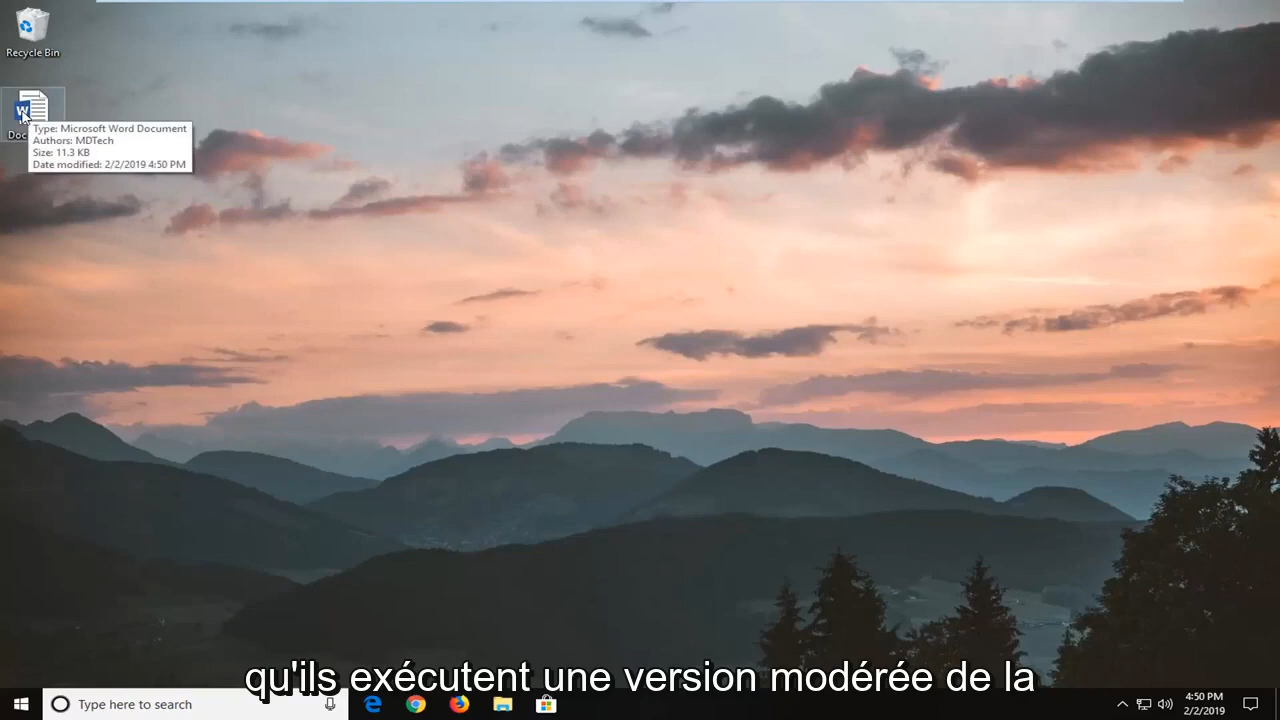 Recycle Bin
W
Doc
Type: Microsoft Word Document
Authors: MDTech
Size: 11.3 KB
Date modified: 2/2/2019 4:50 PM
qu'ils exécutent une version modérée de la
Type here to search
4:50 PM
2/2/2019